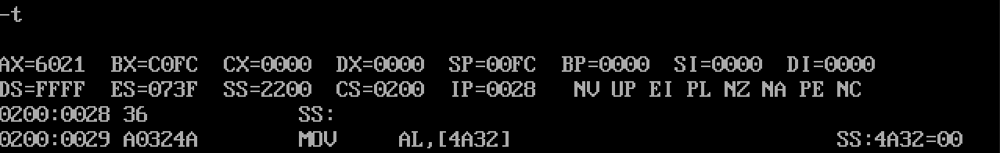 -t
AX=6021  BX=C0FC  CX=0000  DX=0000  SP=00FC  BP=0000  SI=0000  DI=0000
DS=FFFF  ES=073F  SS=2200  CS=0200  IP=0028   NV UP EI PL NZ NA PE NC
0200:0028 36            SS:
0200:0029 A0324A        MOV     AL,[4A32]                          SS:4A32=00